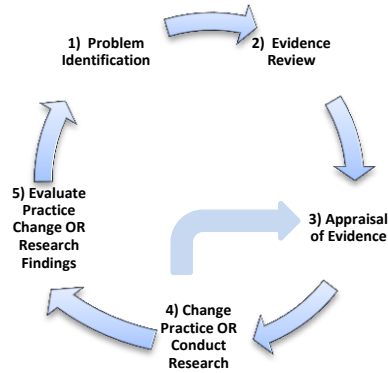 1) Problem
Identification
2) Evidence
Review
3) Appraisal
of Evidence
4) Change
Practice OR
Conduct
Research
5) Evaluate
Practice
Change OR
Research
Findings